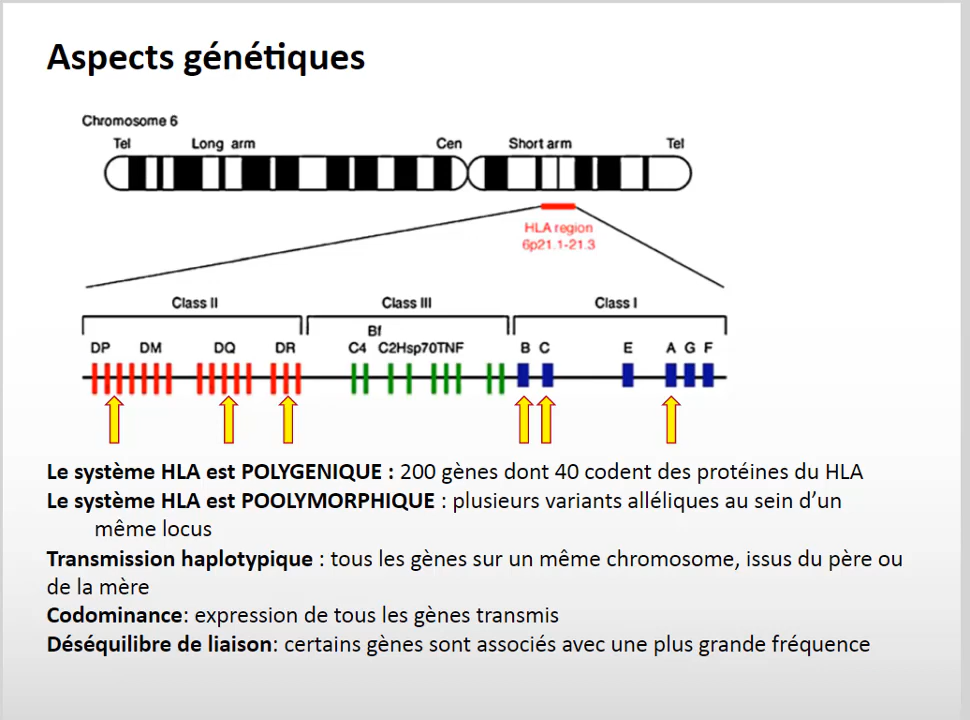 Aspects génétiques
Chromosome 6
Tel Long arm Cen Short arm Tel
HLA region
6p21.1-21.3
Class II Class III Class I
Bf
DP DM DQ DR C4 C2Hsp70TNF B C E A G F
Le système HLA est POLYGENIQUE : 200 gènes dont 40 codent des protéines du HLA
Le système HLA est POOLYMORPHIQUE : plusieurs variants alléliques au sein d’un
même locus
Transmission haplotypique : tous les gènes sur un même chromosome, issus du père ou
de la mère
Codominance: expression de tous les gènes transmis
Déséquilibre de liaison: certains gènes sont associés avec une plus grande fréquence